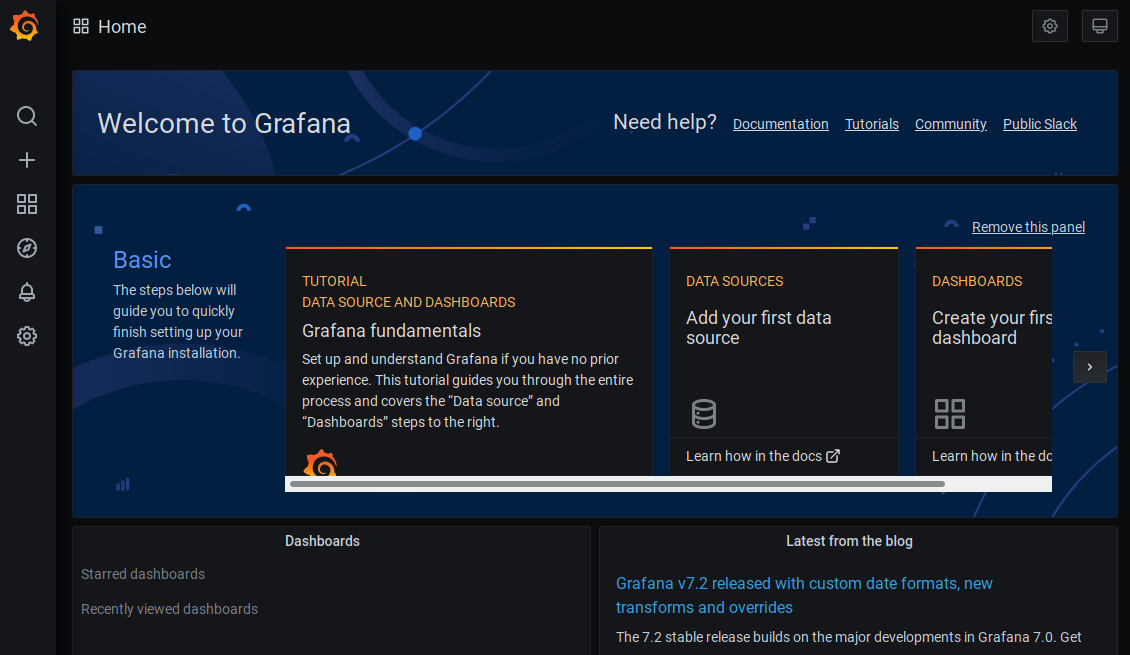 Home
Welcome to Grafana
Need help?
Documentation
Tutorials
Community
Public Slack
Remove this panel
Basic
The steps below will
guide you to quickly
finish setting up your
Grafana installation.
TUTORIAL
DATA SOURCE AND DASHBOARDS
Grafana fundamentals
Set up and understand Grafana if you have no prior
experience. This tutorial guides you through the entire
process and covers the “Data source” and
“Dashboards” steps to the right.
DATA SOURCES
Add your first data
source
Learn how in the docs
DASHBOARDS
Create your firs
dashboard
Learn how in the do
Dashboards
Starred dashboards
Recently viewed dashboards
Latest from the blog
Grafana v7.2 released with custom date formats, new
transforms and overrides
The 7.2 stable release builds on the major developments in Grafana 7.0. Get